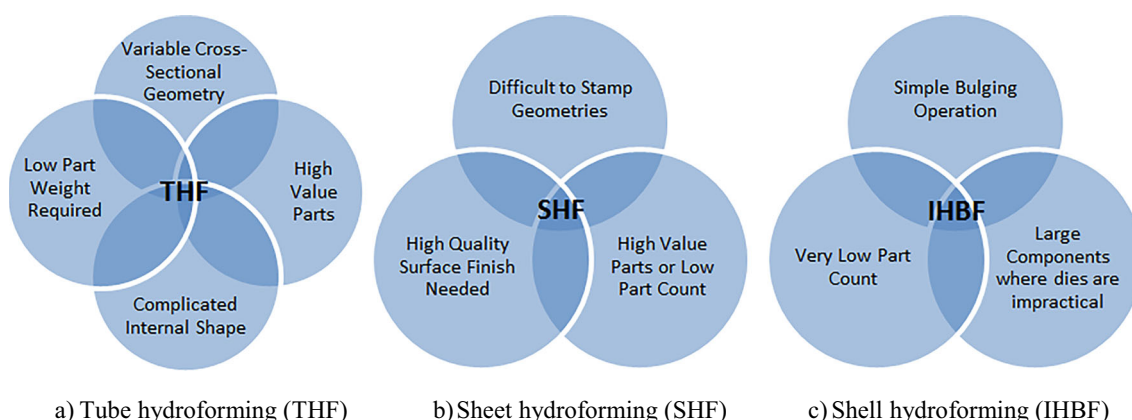 Variable Cross-
Sectional
Geometry
Low Part
Weight
Required
THF
High
Value
Parts
Complicated
Internal Shape
a) Tube hydroforming (THF)
Difficult to Stamp
Geometries
SHF
High Quality
Surface Finish
Needed
High Value
Parts or Low
Part Count
b) Sheet hydroforming (SHF)
Simple Bulging
Operation
IHBF
Very Low Part
Count
Large
Components
where dies are
impractical
c) Shell hydroforming (IHBF)